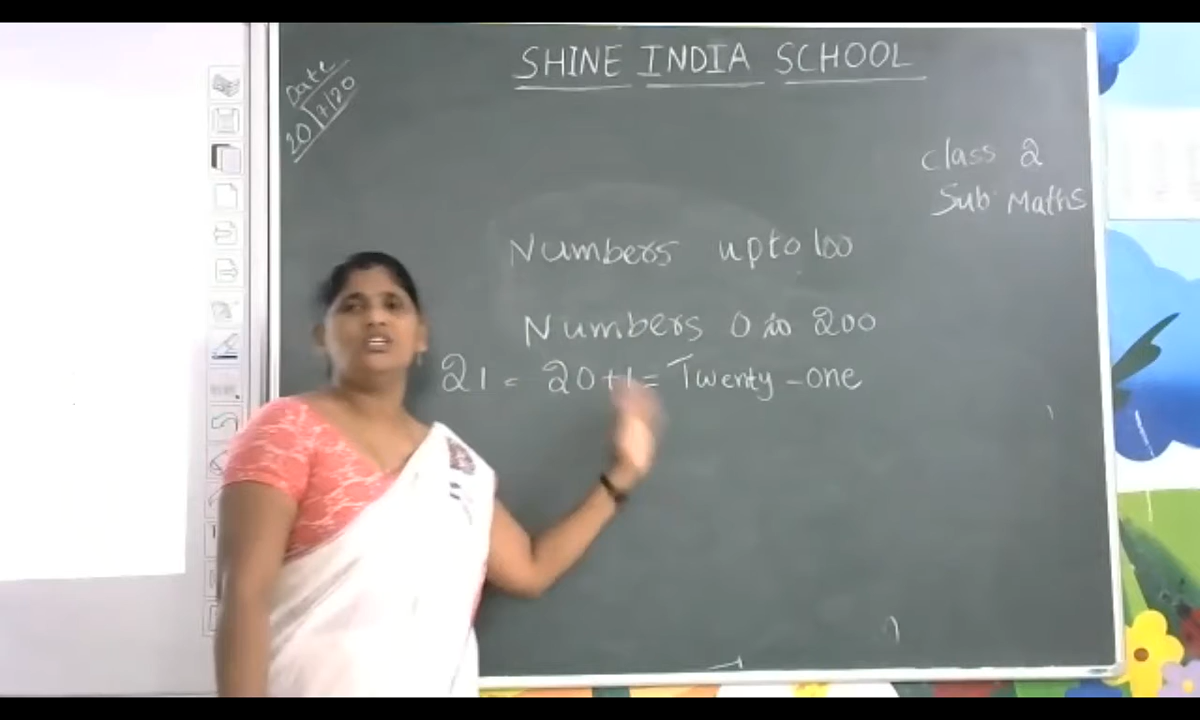 SHINE INDIA SCHOOL
Date
20/7/20
Class 2
Sub Maths
Numbers upto 100
Numbers 0 to 200
21 = 20+1 = Twenty-one